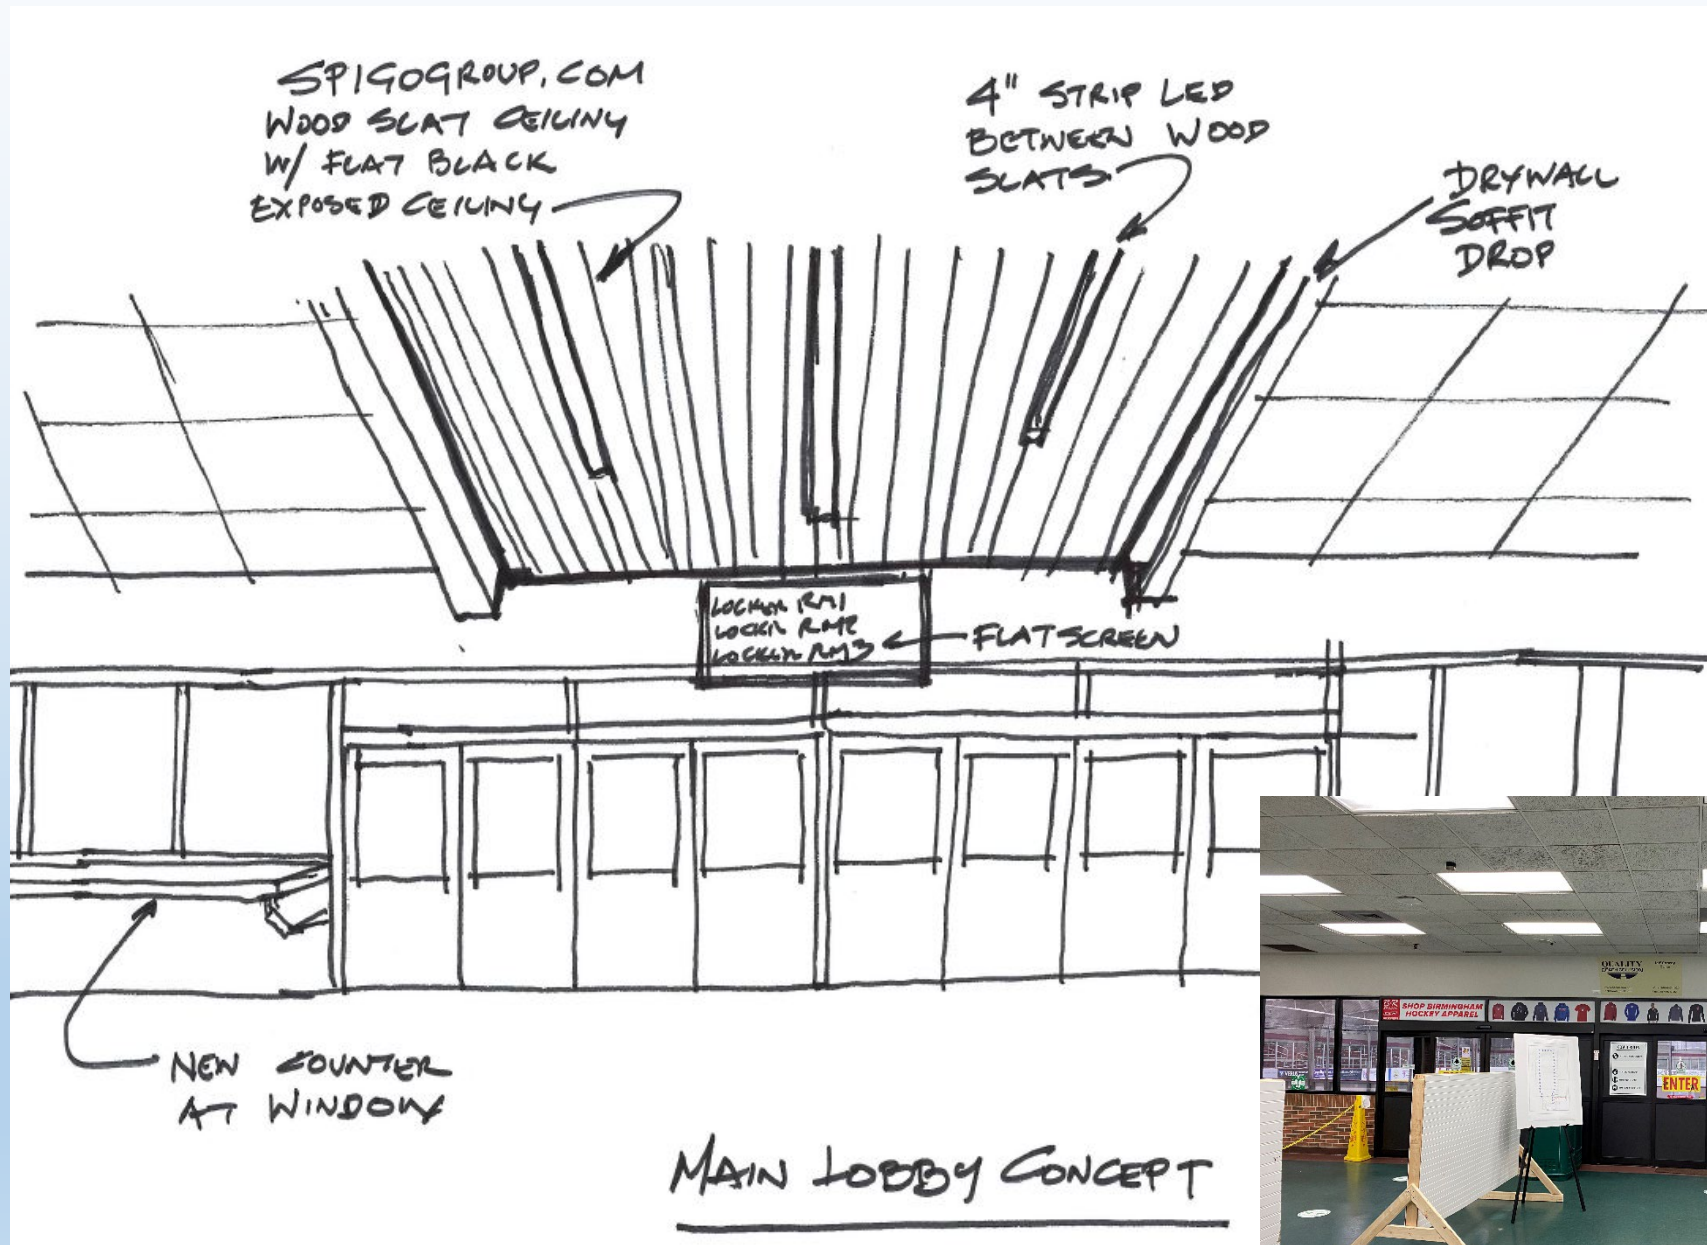 SPIGOGROUP.COM
WOOD SLAT CEILING
W/ FLAT BLACK
EXPOSED CEILING
4" STRIP LED
BETWEEN WOOD
SLATS
DRYWALL
SOFFIT
DROP
LOCKER RM1
LOCKER RM2
LOCKER RM3
FLATSCREEN
NEW COUNTER
AT WINDOW
MAIN LOBBY CONCEPT
QUALITY
SHOP BIRMINGHAM
HOCKEY APPAREL
ENTER